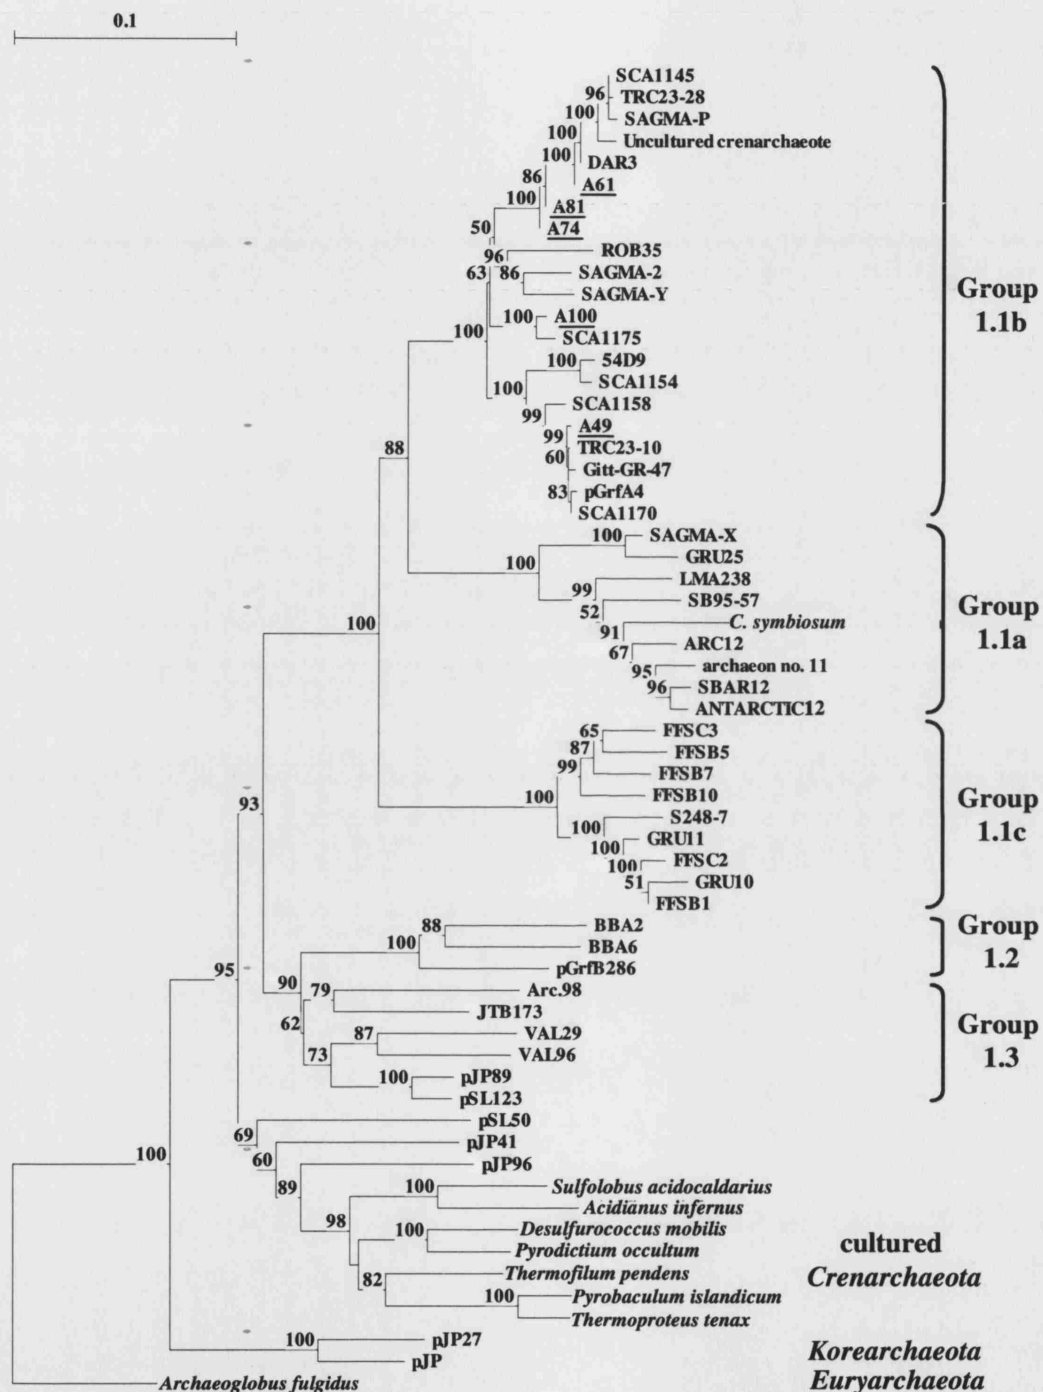 0.1
SCA1145
96
TRC23-28
100
SAGMA-P
100
Uncultured crenarchaeote
100
DAR3
86
A61
100
A81
50
A74
96
ROB35
63
86
SAGMA-2
SAGMA-Y
100
A100
100
SCA1175
100
54D9
100
SCA1154
99
SCA1158
99
A49
TRC23-10
60
Gitt-GR-47
83
pGrfA4
SCA1170
Group
1.1b
88
100
SAGMA-X
100
GRU25
99
LMA238
52
SB95-57
91
C. symbiosum
67
ARC12
95
archaeon no. 11
96
SBAR12
ANTARCTIC12
Group
1.1a
100
65
FFSC3
87
FFSB5
99
FFSB7
100
FFSB10
100
S248-7
100
GRU11
100
FFSC2
51
GRU10
FFSB1
Group
1.1c
93
88
BBA2
100
BBA6
pGrfB286
Group
1.2
95
90
79
Arc.98
62
JTB173
87
VAL29
73
VAL96
100
pJP89
pSL123
Group
1.3
69
pSL50
100
60
pJP41
89
pJP96
100
Sulfolobus acidocaldarius
98
Acidianus infernus
100
Desulfurococcus mobilis
Pyrodictium occultum
82
Thermofilum pendens
100
Pyrobaculum islandicum
Thermoproteus tenax
cultured
Crenarchaeota
100
pJP27
pJP
Korearchaeota
Archaeoglobus fulgidus
Euryarchaeota